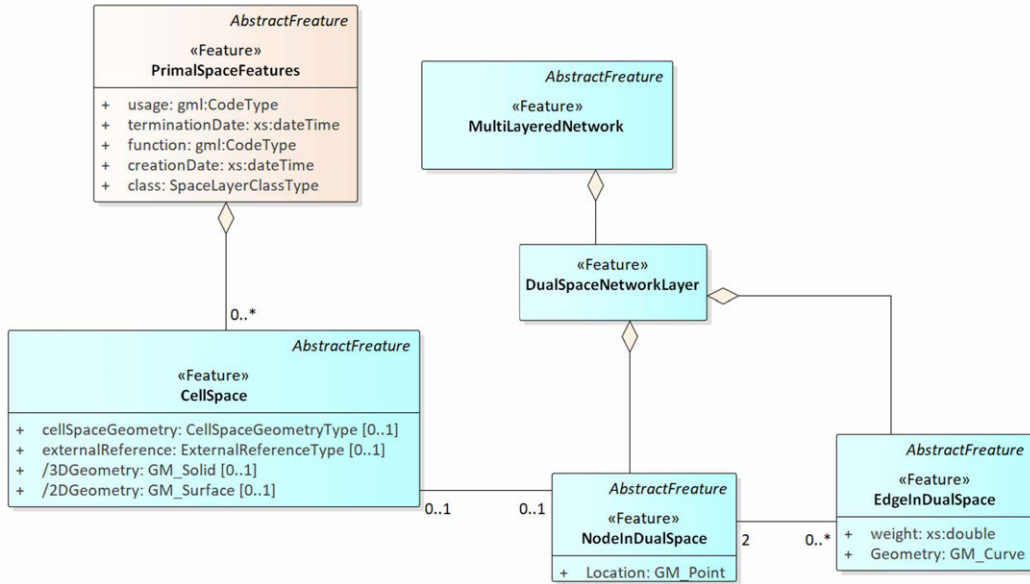 AbstractFreature
«Feature»
PrimalSpaceFeatures
+ usage: gml:CodeType
+ terminationDate: xs:dateTime
+ function: gml:CodeType
+ creationDate: xs:dateTime
+ class: SpaceLayerClassType
AbstractFreature
«Feature»
MultiLayeredNetwork
«Feature»
DualSpaceNetworkLayer
0..*
AbstractFreature
«Feature»
CellSpace
+ cellSpaceGeometry: CellSpaceGeometryType [0..1]
+ externalReference: ExternalReferenceType [0..1]
+ /3DGeometry: GM_Solid [0..1]
+ /2DGeometry: GM_Surface [0..1]
0..1
0..1
AbstractFreature
«Feature»
NodeInDualSpace
+ Location: GM_Point
2
0..*
AbstractFreature
«Feature»
EdgeInDualSpace
+ weight: xs:double
+ Geometry: GM_Curve